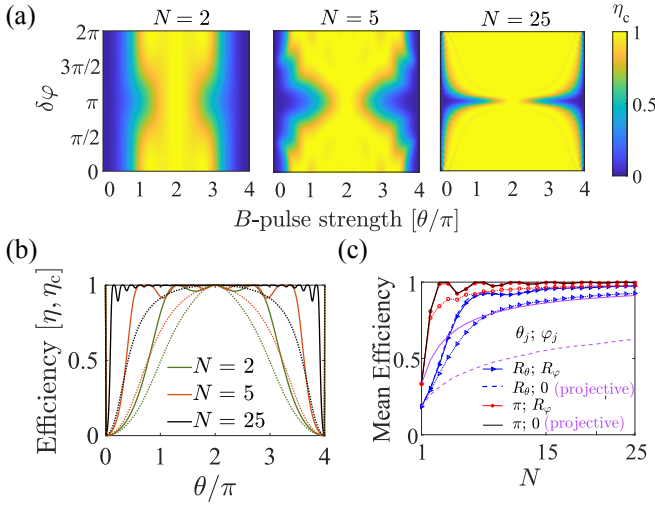 (a)
N = 2
N = 5
N = 25
η_c
2π
3π/2
π
π/2
0
δφ
1
0.5
0
0 1 2 3 4
0 1 2 3 4
0 1 2 3 4
B-pulse strength [θ/π]
(b)
Efficiency [η, η_c]
1
0.5
0
N = 2
N = 5
N = 25
0 1 2 3 4
θ/π
(c)
Mean Efficiency
1
0.5
0
θ_j; φ_j
R_θ; R_φ
R_θ; 0 (projective)
π; R_φ
π; 0 (projective)
1 15 25
N